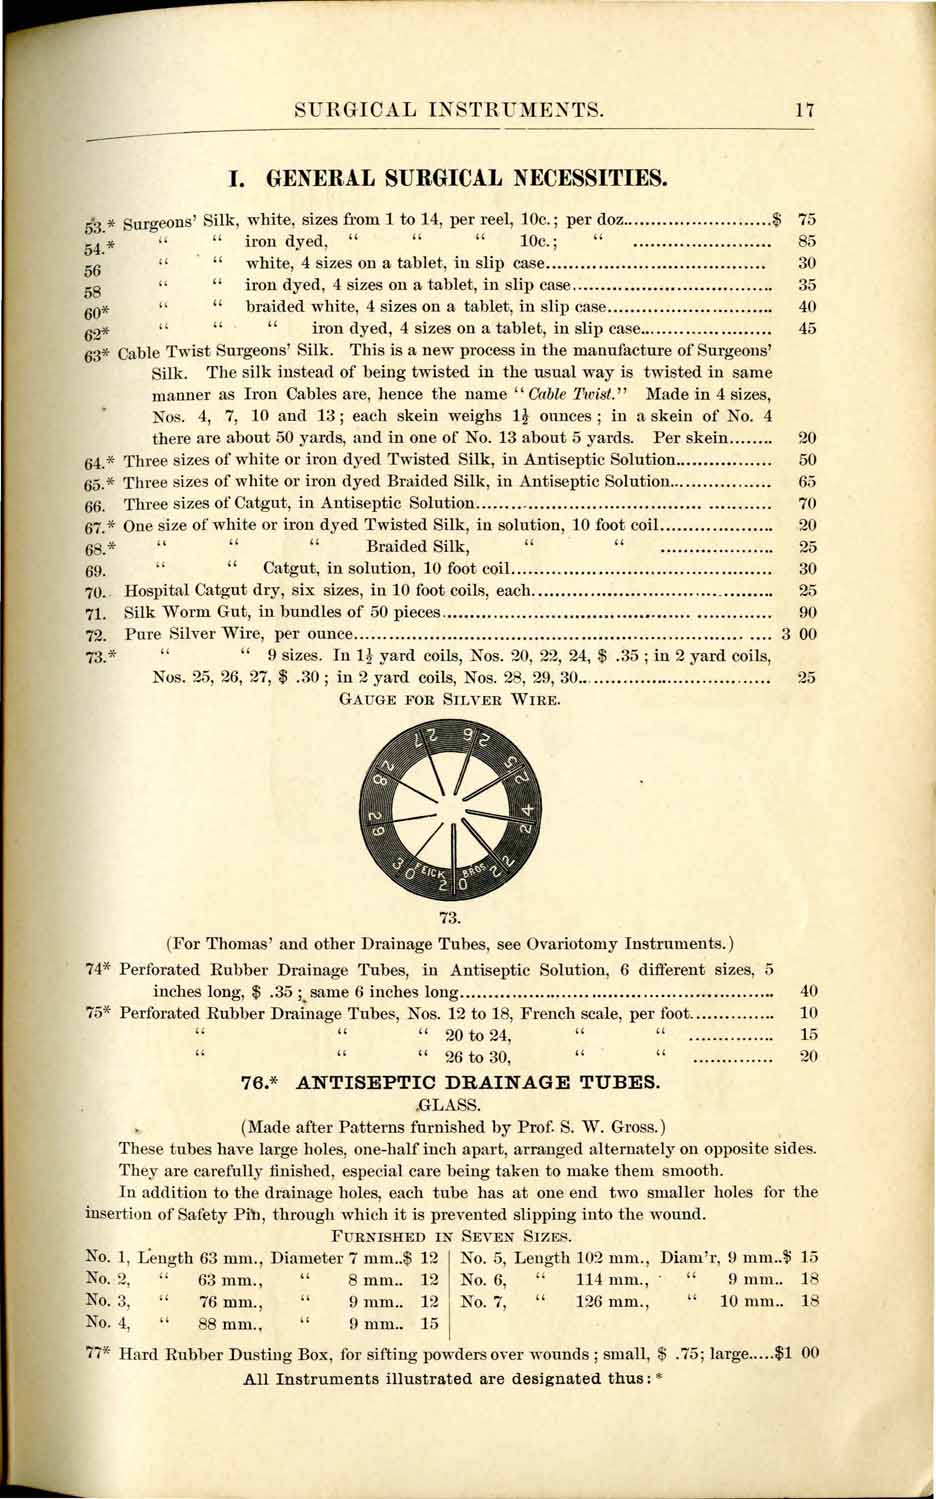 SURGICAL INSTRUMENTS. 17
I. GENERAL SURGICAL NECESSITIES.
53.* Surgeons' Silk, white, sizes from 1 to 14, per reel, 10c.; per doz..........................$ 75
54.* “ “ iron dyed, “ “ “ 10c.; “ ........................ 85
56 “ “ white, 4 sizes on a tablet, in slip case...................................... 30
58 “ “ iron dyed, 4 sizes on a tablet, in slip case.................................. 35
60* “ “ braided white, 4 sizes on a tablet, in slip case............................ 40
62* “ “ “ iron dyed, 4 sizes on a tablet, in slip case....................... 45
63* Cable Twist Surgeons' Silk. This is a new process in the manufacture of Surgeons'
Silk. The silk instead of being twisted in the usual way is twisted in same
manner as Iron Cables are, hence the name “Cable Twist.” Made in 4 sizes,
Nos. 4, 7, 10 and 13; each skein weighs 1½ ounces; in a skein of No. 4
there are about 50 yards, and in one of No. 13 about 5 yards. Per skein........ 20
64.* Three sizes of white or iron dyed Twisted Silk, in Antiseptic Solution................. 50
65.* Three sizes of white or iron dyed Braided Silk, in Antiseptic Solution.................. 65
66. Three sizes of Catgut, in Antiseptic Solution................................................... 70
67.* One size of white or iron dyed Twisted Silk, in solution, 10 foot coil.................... 20
68.* “ “ “ Braided Silk, “ “ .................... 25
69. “ “ Catgut, in solution, 10 foot coil............................................. 30
70. Hospital Catgut dry, six sizes, in 10 foot coils, each.......................................... 25
71. Silk Worm Gut, in bundles of 50 pieces......................................................... 90
72. Pure Silver Wire, per ounce........................................................................ 3 00
73.* “ “ 9 sizes. In 1½ yard coils, Nos. 20, 22, 24, $ .35; in 2 yard coils,
Nos. 25, 26, 27, $ .30; in 2 yard coils, Nos. 28, 29, 30................................. 25
GAUGE FOR SILVER WIRE.
27 26
28 25
29 24
30 FLICK BROS. 22
20
73.
(For Thomas' and other Drainage Tubes, see Ovariotomy Instruments.)
74* Perforated Rubber Drainage Tubes, in Antiseptic Solution, 6 different sizes, 5
inches long, $ .35; same 6 inches long...................................................... 40
75* Perforated Rubber Drainage Tubes, Nos. 12 to 18, French scale, per foot.............. 10
“ “ “ 20 to 24, “ “ ............... 15
“ “ “ 26 to 30, “ “ .............. 20
76.* ANTISEPTIC DRAINAGE TUBES.
GLASS.
(Made after Patterns furnished by Prof. S. W. Gross.)
These tubes have large holes, one-half inch apart, arranged alternately on opposite sides.
They are carefully finished, especial care being taken to make them smooth.
In addition to the drainage holes, each tube has at one end two smaller holes for the
insertion of Safety Pin, through which it is prevented slipping into the wound.
FURNISHED IN SEVEN SIZES.
No. 1, Length 63 mm., Diameter 7 mm..$ 12
No. 2, “ 63 mm., “ 8 mm.. 12
No. 3, “ 76 mm., “ 9 mm.. 12
No. 4, “ 88 mm., “ 9 mm.. 15
No. 5, Length 102 mm., Diam'r, 9 mm..$ 15
No. 6, “ 114 mm., “ 9 mm.. 18
No. 7, “ 126 mm., “ 10 mm.. 18
77* Hard Rubber Dusting Box, for sifting powders over wounds; small, $ .75; large.....$1 00
All Instruments illustrated are designated thus: *